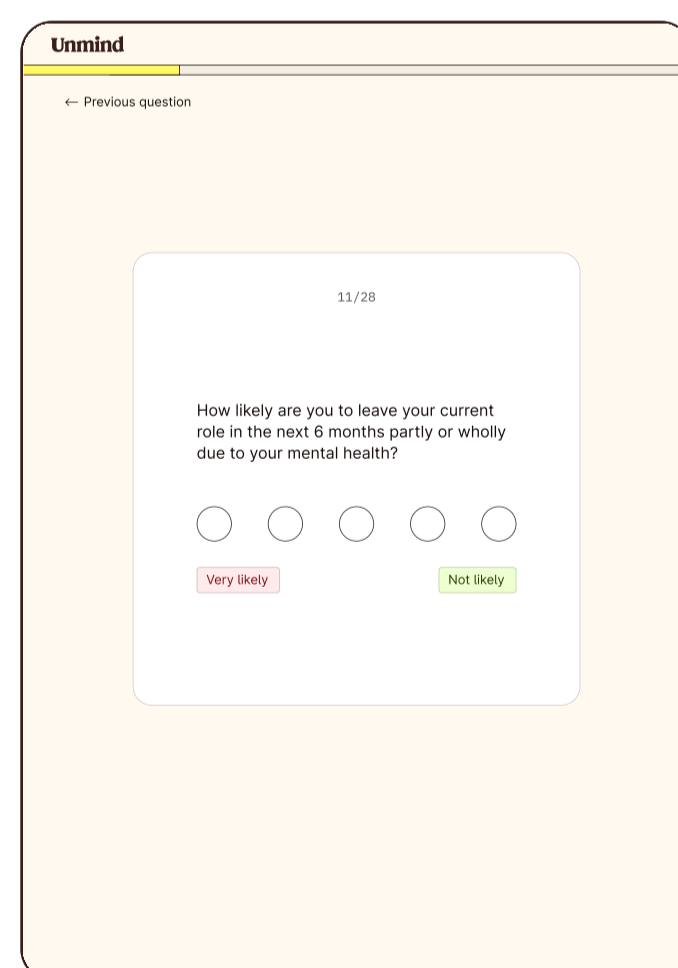 Unmind
← Previous question
11/28
How likely are you to leave your current
role in the next 6 months partly or wholly
due to your mental health?
Very likely
Not likely